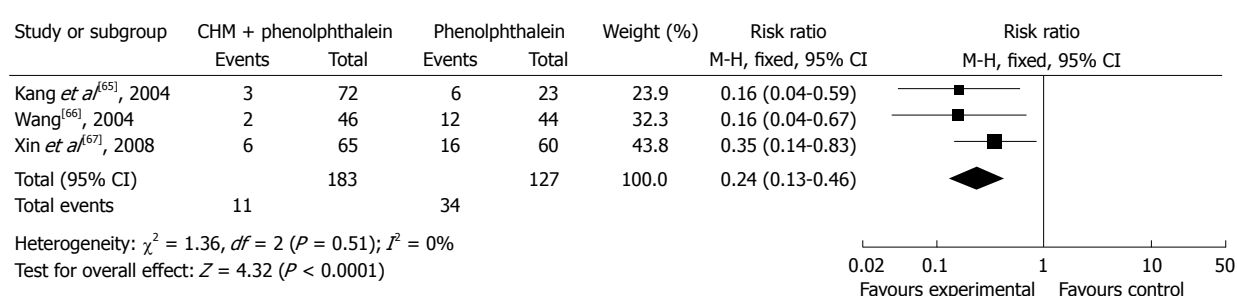 Study or subgroup CHM + phenolphthalein Phenolphthalein Weight (%) Risk ratio Risk ratio
Events Total Events Total M-H, fixed, 95% CI M-H, fixed, 95% CI
Kang et al[65], 2004 3 72 6 23 23.9 0.16 (0.04-0.59)
Wang[66], 2004 2 46 12 44 32.3 0.16 (0.04-0.67)
Xin et al[67], 2008 6 65 16 60 43.8 0.35 (0.14-0.83)
Total (95% CI) 183 127 100.0 0.24 (0.13-0.46)
Total events 11 34
Heterogeneity: χ² = 1.36, df = 2 (P = 0.51); I² = 0%
Test for overall effect: Z = 4.32 (P < 0.0001)
0.02 0.1 1 10 50
Favours experimental Favours control